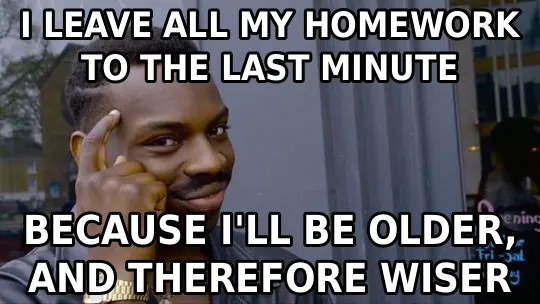 I LEAVE ALL MY HOMEWORK
TO THE LAST MINUTE
BECAUSE I'LL BE OLDER,
AND THEREFORE WISER